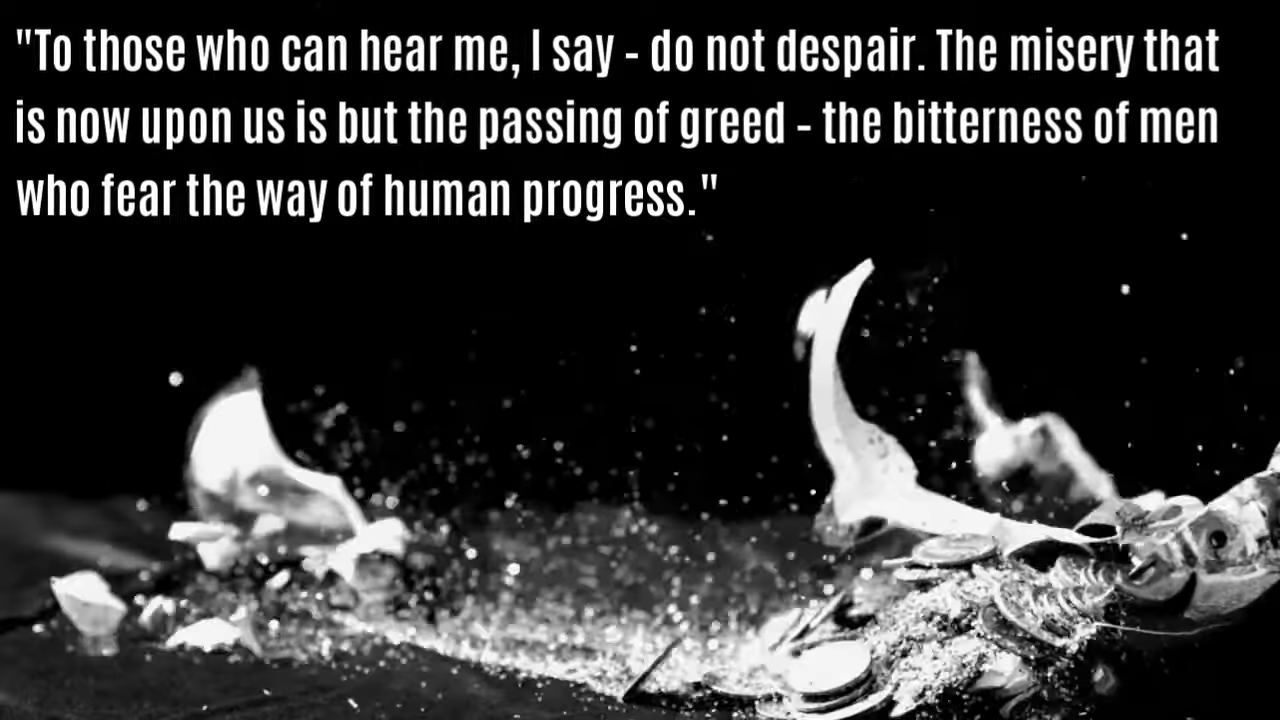 "To those who can hear me, I say - do not despair. The misery that
is now upon us is but the passing of greed - the bitterness of men
who fear the way of human progress."